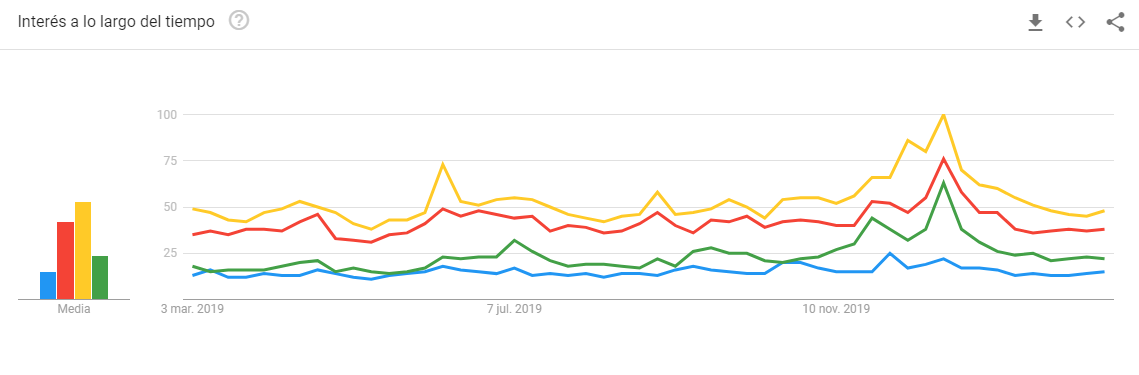 Interés a lo largo del tiempo ?
100
75
50
25
Media
3 mar. 2019 7 jul. 2019 10 nov. 2019